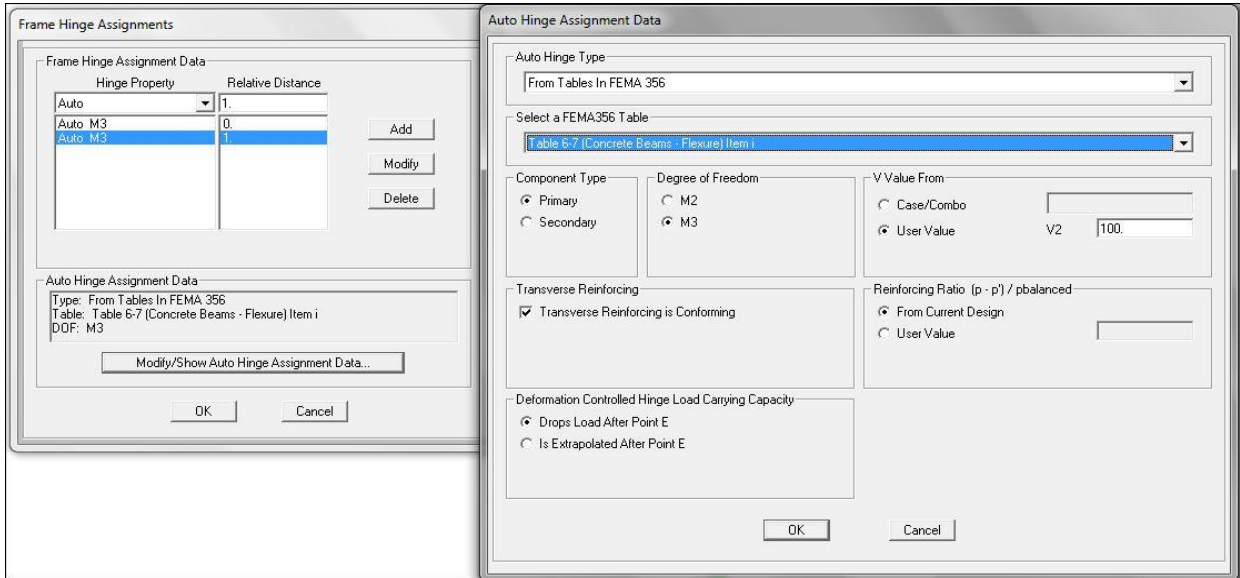 Frame Hinge Assignments
Frame Hinge Assignment Data
Hinge Property Relative Distance
Auto 1.
Auto M3 0.
Auto M3 1.
Add
Modify
Delete
Auto Hinge Assignment Data
Type: From Tables In FEMA 356
Table: Table 6-7 (Concrete Beams - Flexure) Item i
DOF: M3
Modify/Show Auto Hinge Assignment Data...
OK Cancel
Auto Hinge Assignment Data
Auto Hinge Type
From Tables In FEMA 356
Select a FEMA356 Table
Table 6-7 (Concrete Beams - Flexure) Item i
Component Type
Primary
Secondary
Degree of Freedom
M2
M3
V Value From
Case/Combo
User Value V2 100.
Transverse Reinforcing
Transverse Reinforcing is Conforming
Reinforcing Ratio (p - p') / pbalanced
From Current Design
User Value
Deformation Controlled Hinge Load Carrying Capacity
Drops Load After Point E
Is Extrapolated After Point E
OK Cancel